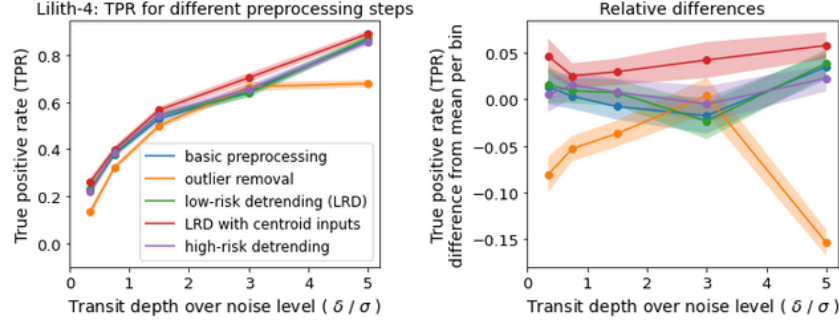 Lilith-4: TPR for different preprocessing steps
True positive rate (TPR)
0.8
0.6
0.4
0.2
0.0
basic preprocessing
outlier removal
low-risk detrending (LRD)
LRD with centroid inputs
high-risk detrending
0 1 2 3 4 5
Transit depth over noise level ( δ / σ )
Relative differences
True positive rate (TPR)
difference from mean per bin
0.05
0.00
−0.05
−0.10
−0.15
0 1 2 3 4 5
Transit depth over noise level ( δ / σ )